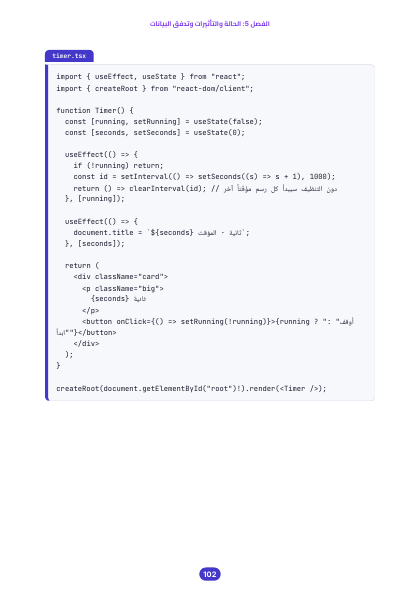 الفصل 5: الحالة والتأثيرات وتدفق البيانات
timer.tsx
import { useEffect, useState } from "react";
import { createRoot } from "react-dom/client";
function Timer() {
const [running, setRunning] = useState(false);
const [seconds, setSeconds] = useState(0);
useEffect(() => {
if (!running) return;
const id = setInterval(() => setSeconds((s) => s + 1), 1000);
return () => clearInterval(id); // دون التنظيف سيبدأ كل رسم مؤقتًا آخر
}, [running]);
useEffect(() => {
document.title = `${seconds} ثانية - المؤقت`;
}, [seconds]);
return (
<div className="card">
<p className="big">
{seconds} ثانية
</p>
<button onClick={() => setRunning(!running)}>{running ? "أوقف" : "
ابدأ"}</button>
</div>
);
}
createRoot(document.getElementById("root")!).render(<Timer />);
102